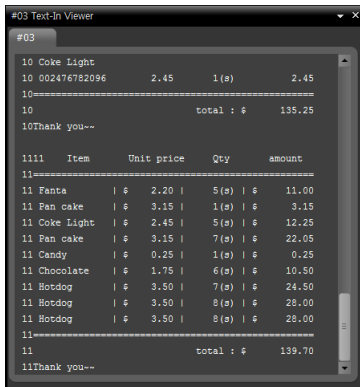 #03 Text-In Viewer
#03
10 Coke Light
10 002476782096 2.45 1(s) 2.45
10=============================================
10 total : $ 135.25
10Thank you~~
1111 Item Unit price Qty amount
11=============================================
11 Fanta | $ 2.20 | 5(s) | $ 11.00
11 Pan cake | $ 3.15 | 1(s) | $ 3.15
11 Coke Light | $ 2.45 | 5(s) | $ 12.25
11 Pan cake | $ 3.15 | 7(s) | $ 22.05
11 Candy | $ 0.25 | 1(s) | $ 0.25
11 Chocolate | $ 1.75 | 6(s) | $ 10.50
11 Hotdog | $ 3.50 | 7(s) | $ 24.50
11 Hotdog | $ 3.50 | 8(s) | $ 28.00
11 Hotdog | $ 3.50 | 8(s) | $ 28.00
11=============================================
11 total : $ 139.70
11Thank you~~